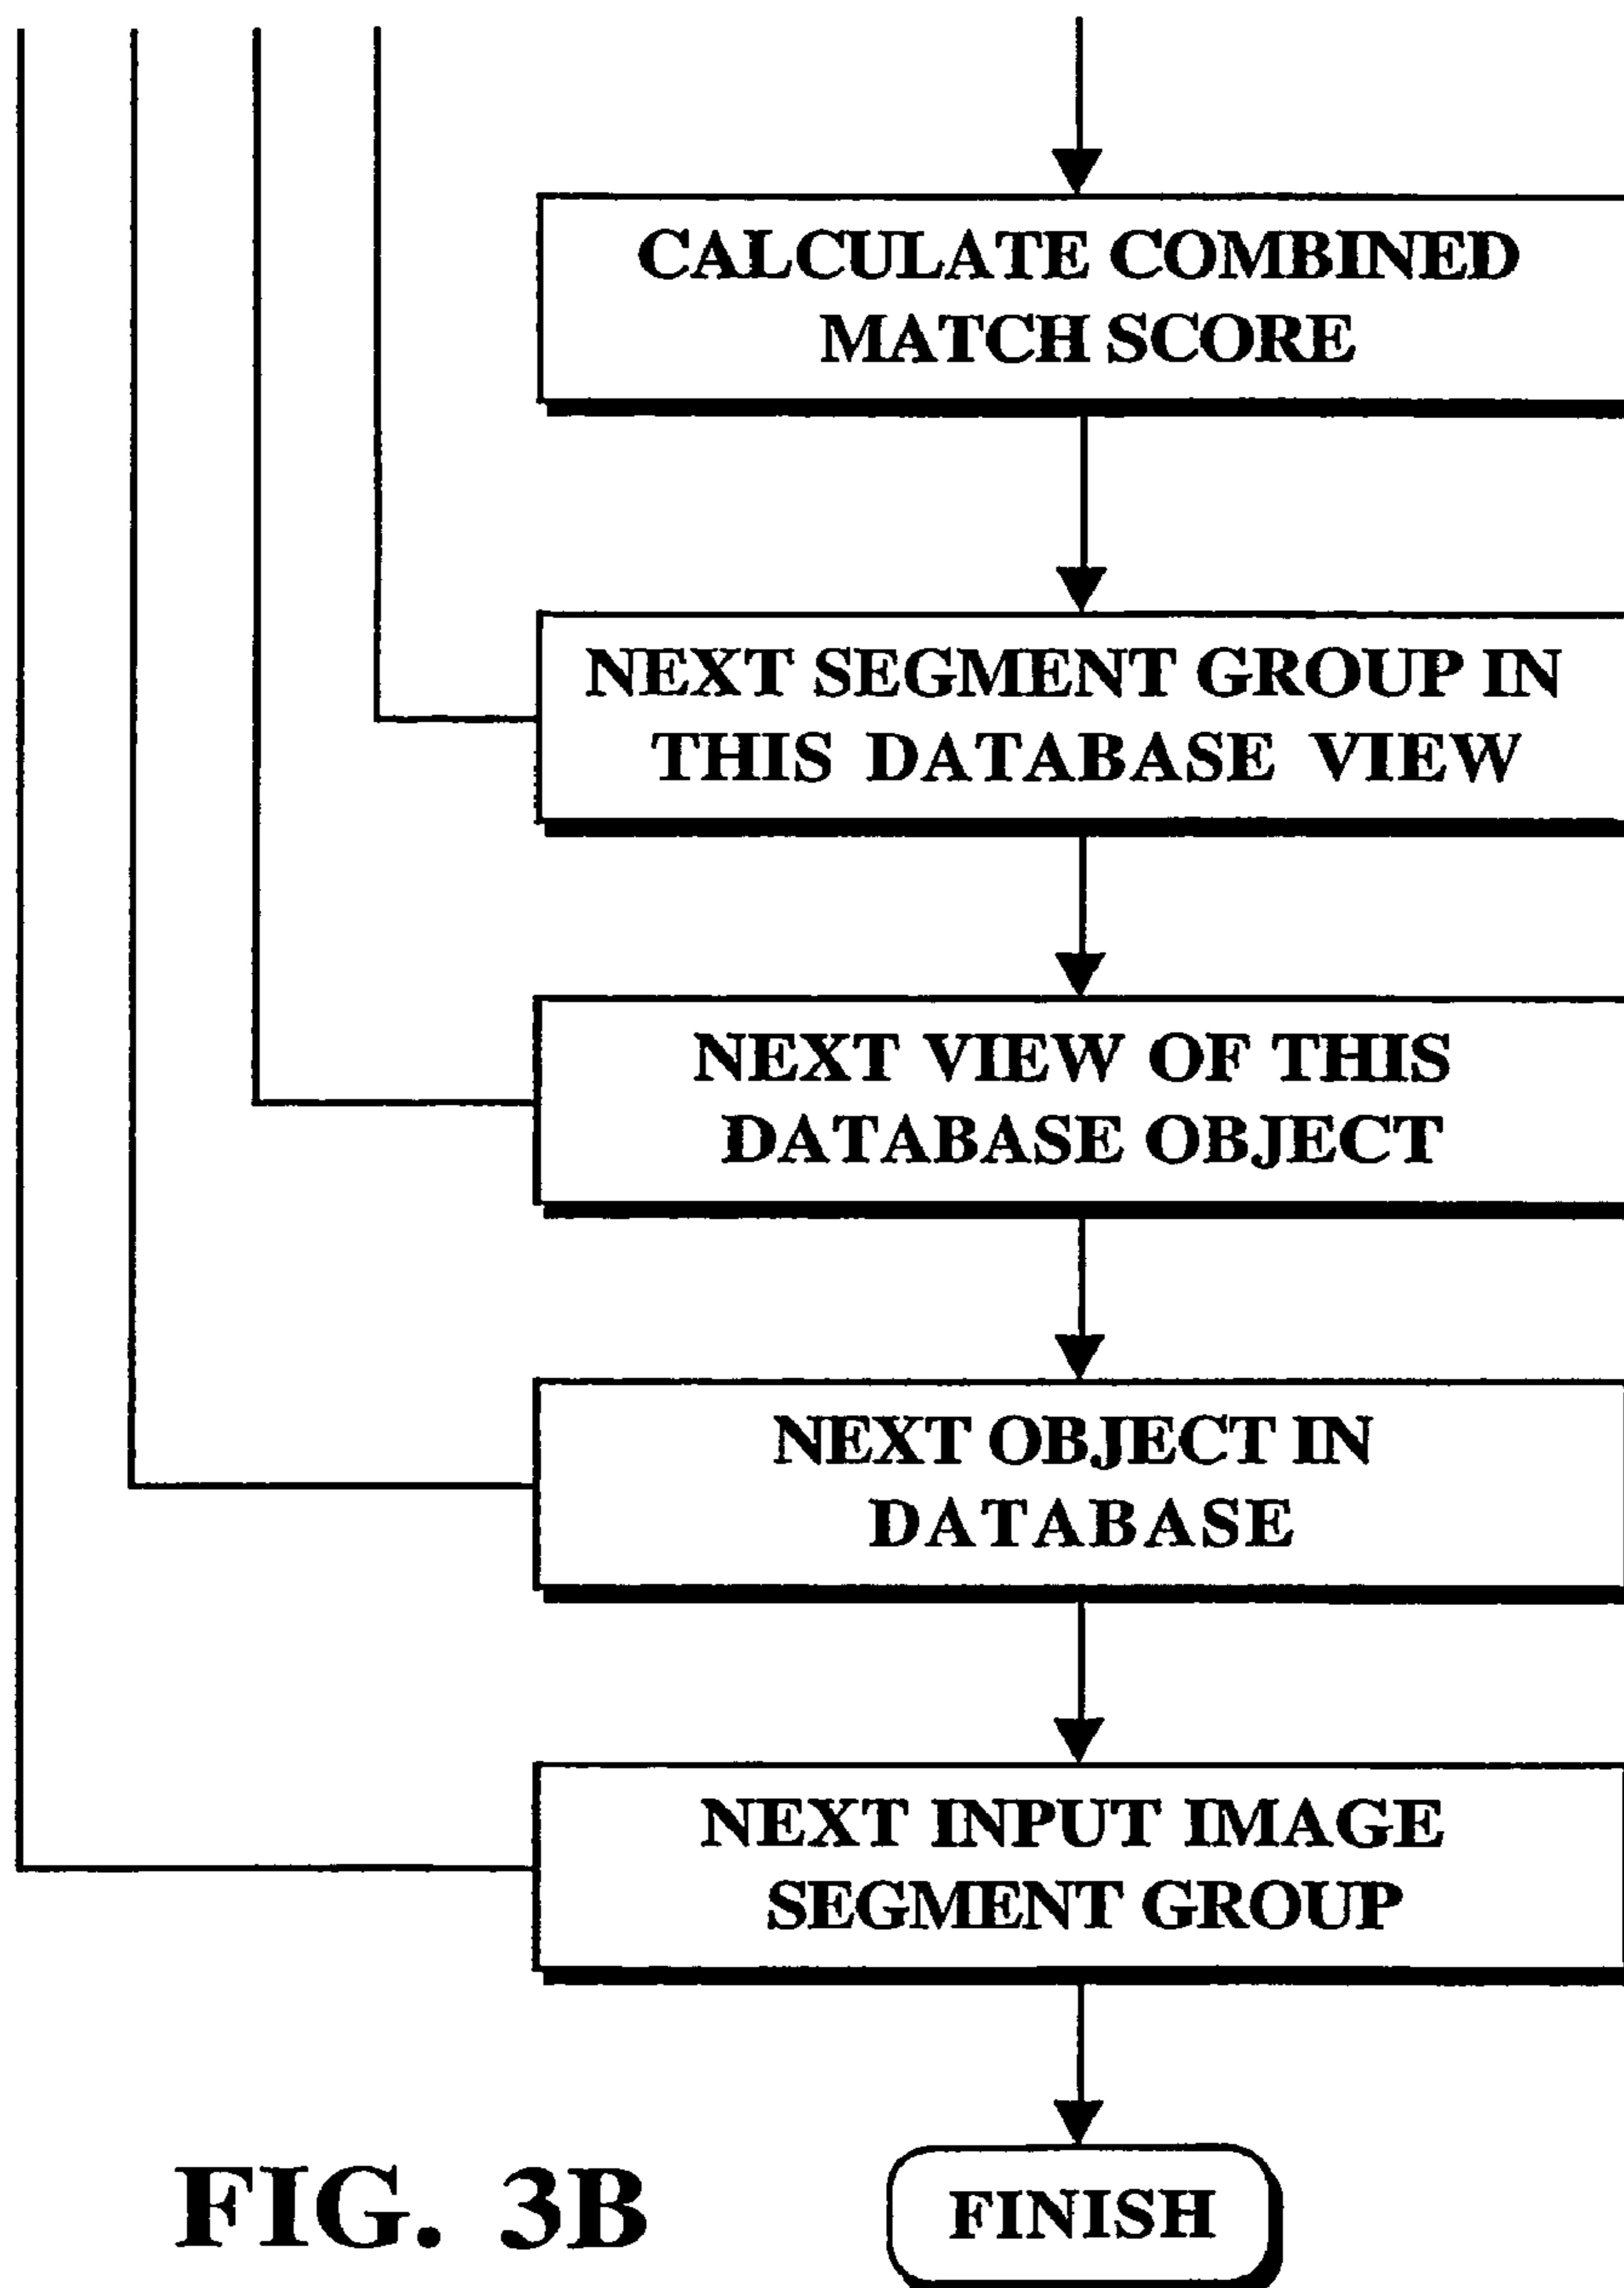 CALCULATE COMBINED
MATCH SCORE
NEXT SEGMENT GROUP IN
THIS DATABASE VIEW
NEXT VIEW OF THIS
DATABASE OBJECT
NEXT OBJECT IN
DATABASE
NEXT INPUT IMAGE
SEGMENT GROUP
FINISH
FIG. 3B